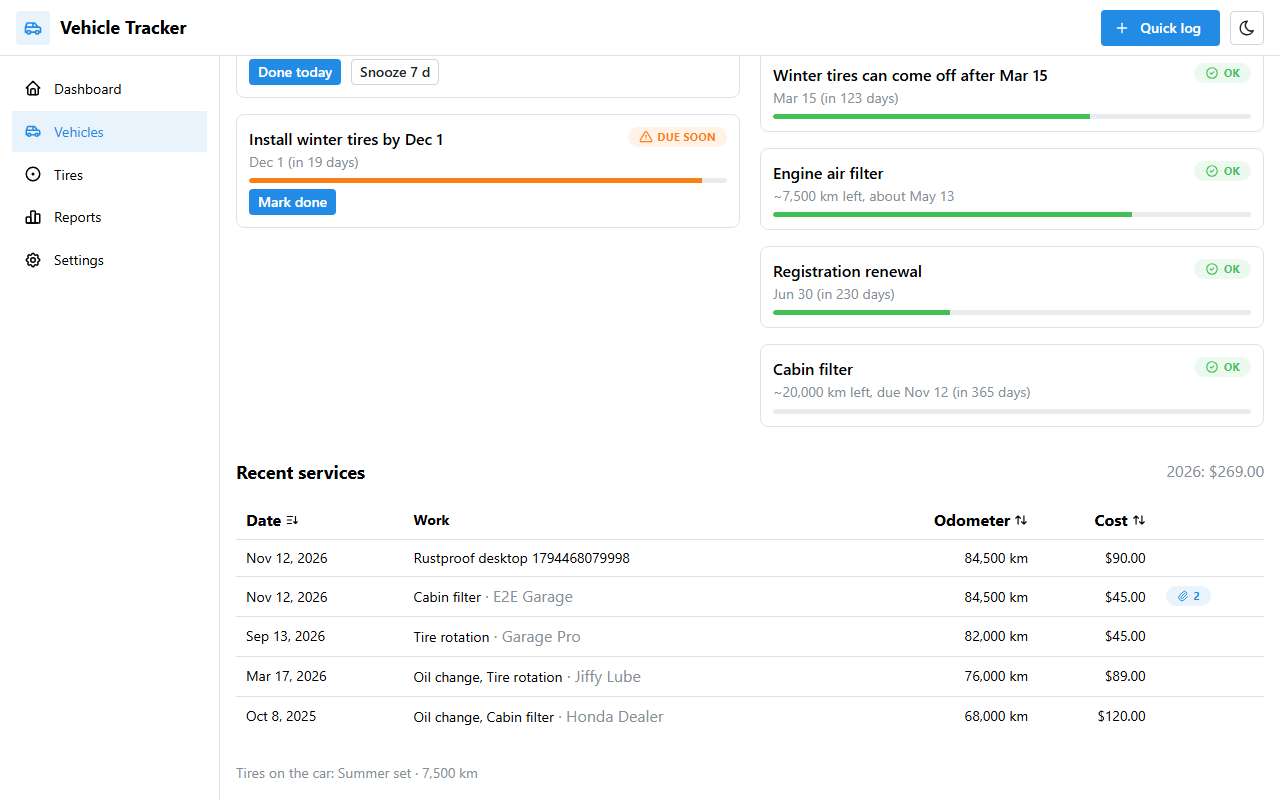 Vehicle Tracker
Quick log
Dashboard
Vehicles
Tires
Reports
Settings
Done today
Snooze 7 d
Install winter tires by Dec 1
DUE SOON
Dec 1 (in 19 days)
Mark done
Winter tires can come off after Mar 15
OK
Mar 15 (in 123 days)
Engine air filter
OK
~7,500 km left, about May 13
Registration renewal
OK
Jun 30 (in 230 days)
Cabin filter
OK
~20,000 km left, due Nov 12 (in 365 days)
Recent services
2026: $269.00
Date Work Odometer Cost
Nov 12, 2026 Rustproof desktop 1794468079998 84,500 km $90.00
Nov 12, 2026 Cabin filter · E2E Garage 84,500 km $45.00 2
Sep 13, 2026 Tire rotation · Garage Pro 82,000 km $45.00
Mar 17, 2026 Oil change, Tire rotation · Jiffy Lube 76,000 km $89.00
Oct 8, 2025 Oil change, Cabin filter · Honda Dealer 68,000 km $120.00
Tires on the car: Summer set · 7,500 km